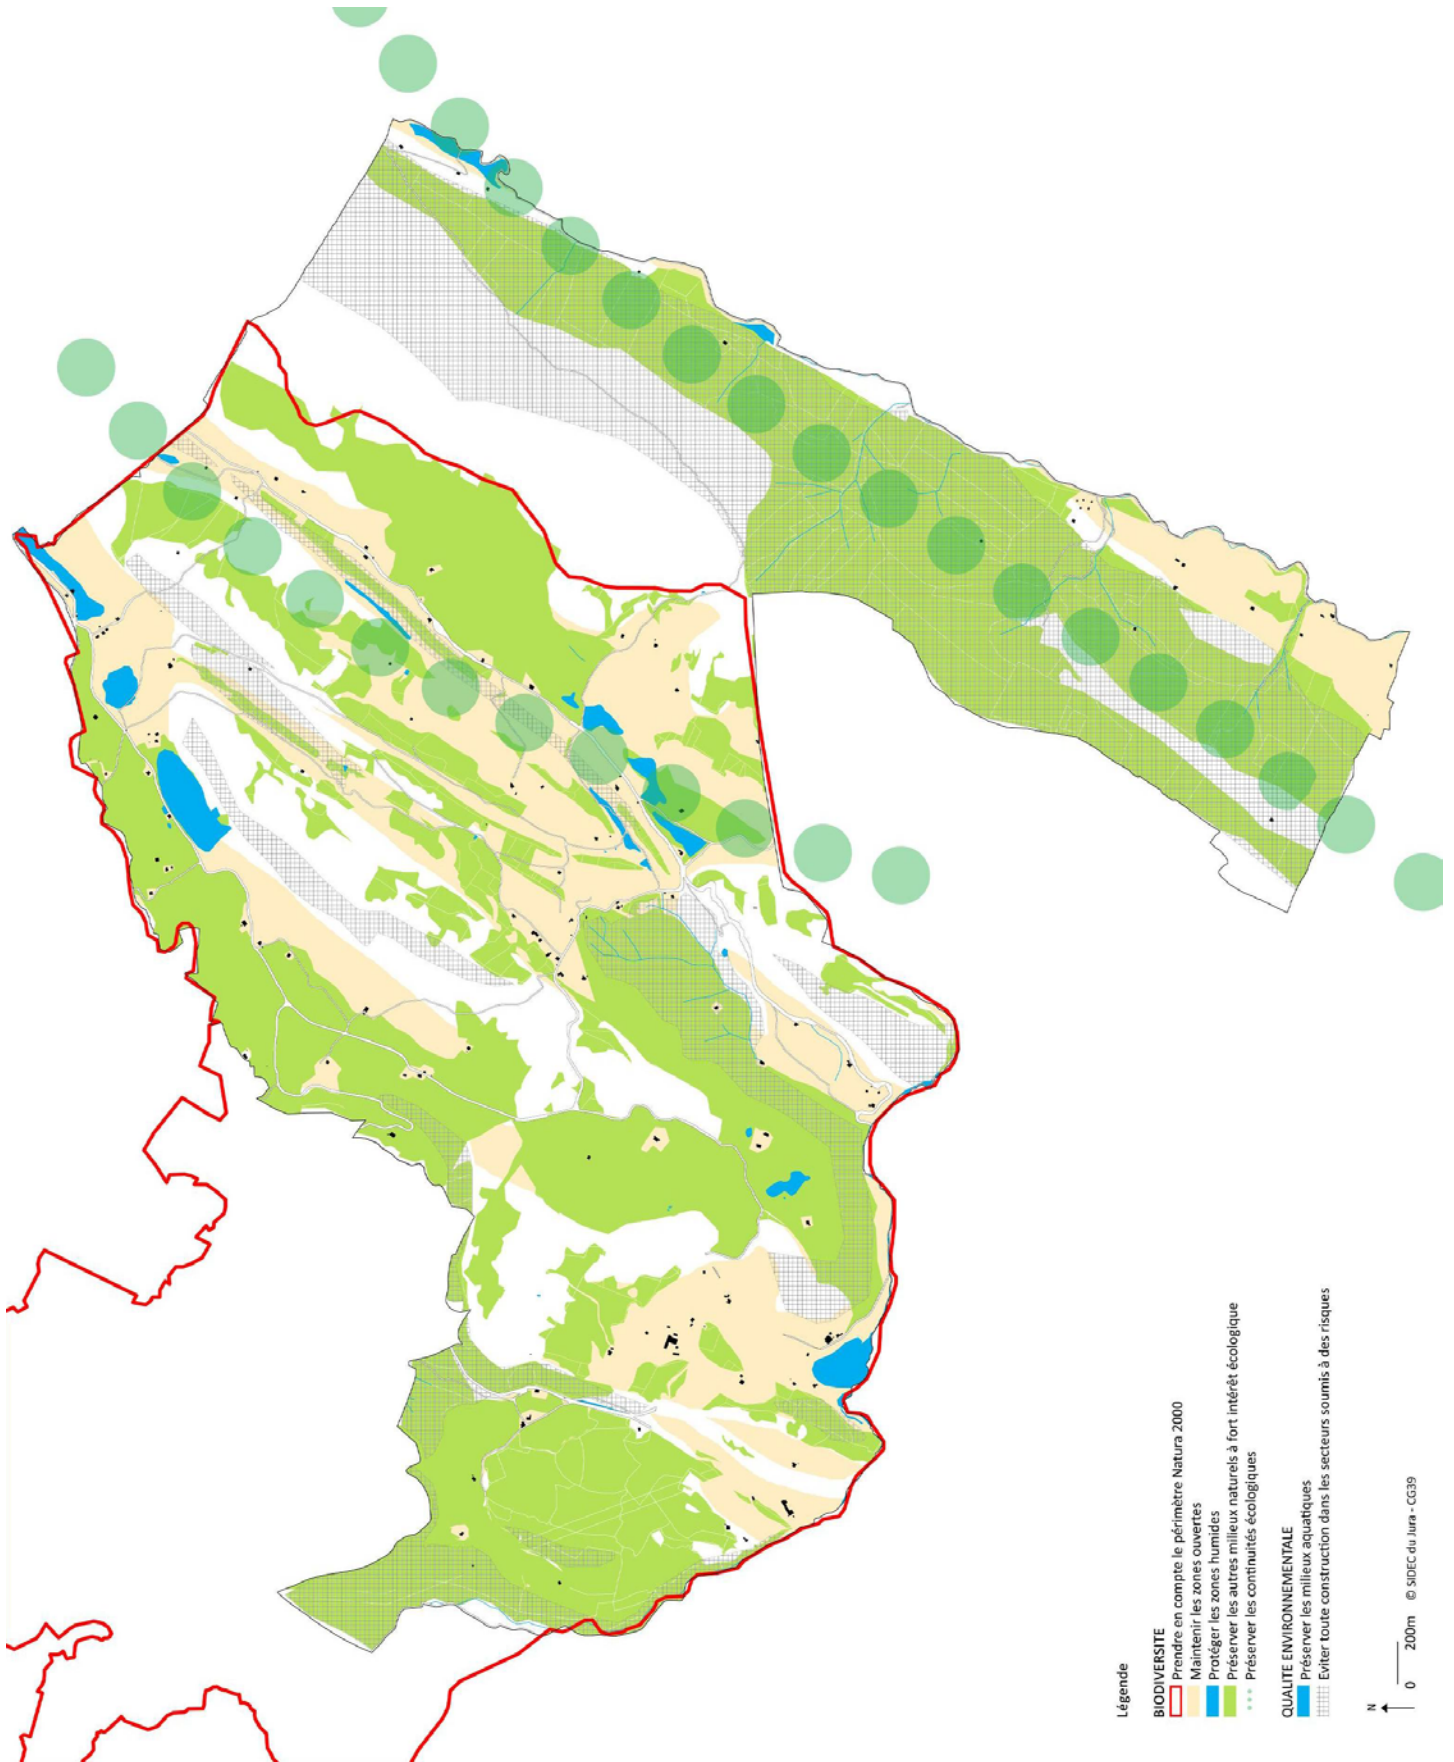 Légende
BIODIVERSITE
Prendre en compte le périmètre Natura 2000
Maintenir les zones ouvertes
Protéger les zones humides
Préserver les autres milieux naturels à fort intérêt écologique
Préserver les continuités écologiques
QUALITE ENVIRONNEMENTALE
Préserver les milieux aquatiques
Eviter toute construction dans les secteurs soumis à des risques
N
0 200m © SIDEC du Jura - CG39